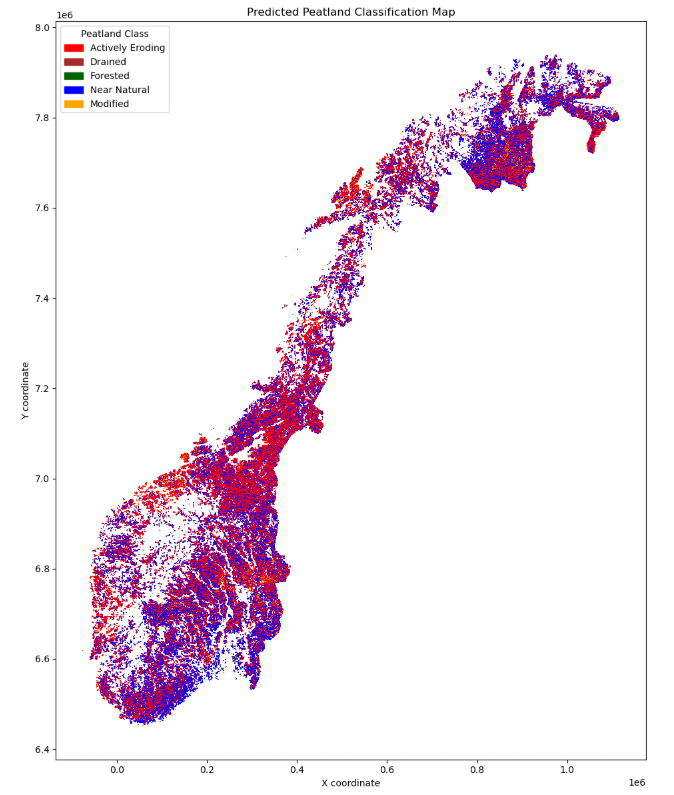 Predicted Peatland Classification Map
1e6
8.0
7.8
7.6
7.4
7.2
7.0
6.8
6.6
6.4
Y coordinate
Peatland Class
Actively Eroding
Drained
Forested
Near Natural
Modified
0.0 0.2 0.4 0.6 0.8 1.0
X coordinate
1e6